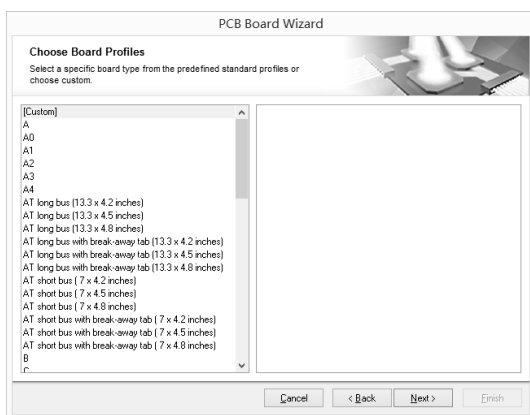 PCB Board Wizard
Choose Board Profiles
Select a specific board type from the predefined standard profiles or
choose custom.
[Custom]
A
A0
A1
A2
A3
A4
AT long bus (13.3 x 4.2 inches)
AT long bus (13.3 x 4.5 inches)
AT long bus (13.3 x 4.8 inches)
AT long bus with break-away tab (13.3 x 4.2 inches)
AT long bus with break-away tab (13.3 x 4.5 inches)
AT long bus with break-away tab (13.3 x 4.8 inches)
AT short bus ( 7 x 4.2 inches)
AT short bus ( 7 x 4.5 inches)
AT short bus ( 7 x 4.8 inches)
AT short bus with break-away tab ( 7 x 4.2 inches)
AT short bus with break-away tab ( 7 x 4.5 inches)
AT short bus with break-away tab ( 7 x 4.8 inches)
B
C
Cancel < Back Next > Finish